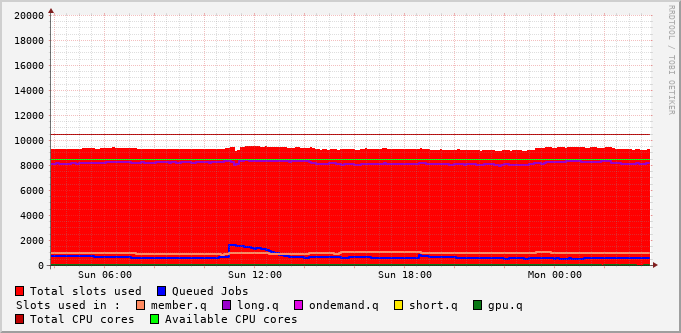 RRDTOOL / TOBI OETIKER
20000
18000
16000
14000
12000
10000
8000
6000
4000
2000
0
Sun 06:00 Sun 12:00 Sun 18:00 Mon 00:00
Total slots used Queued Jobs
Slots used in : member.q long.q ondemand.q short.q gpu.q
Total CPU cores Available CPU cores